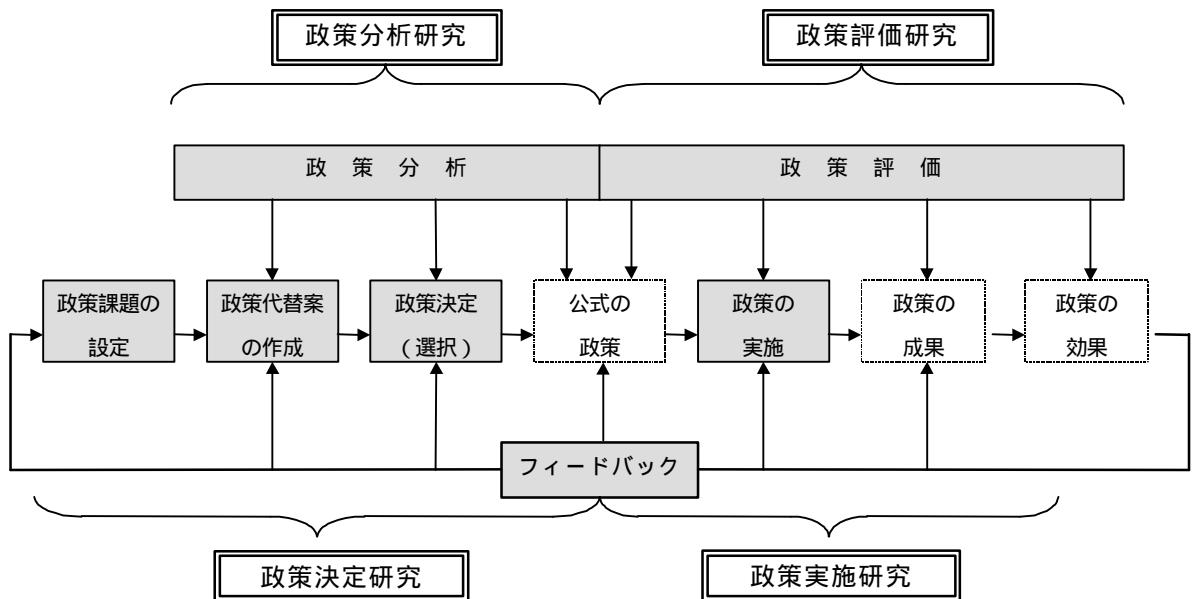 政策分析研究
政策評価研究
政 策 分 析
政 策 評 価
政策課題の
設定
政策代替案
の作成
政策決定
（選択）
公式の
政策
政策の
実施
政策の
成果
政策の
効果
フィードバック
政策決定研究
政策実施研究